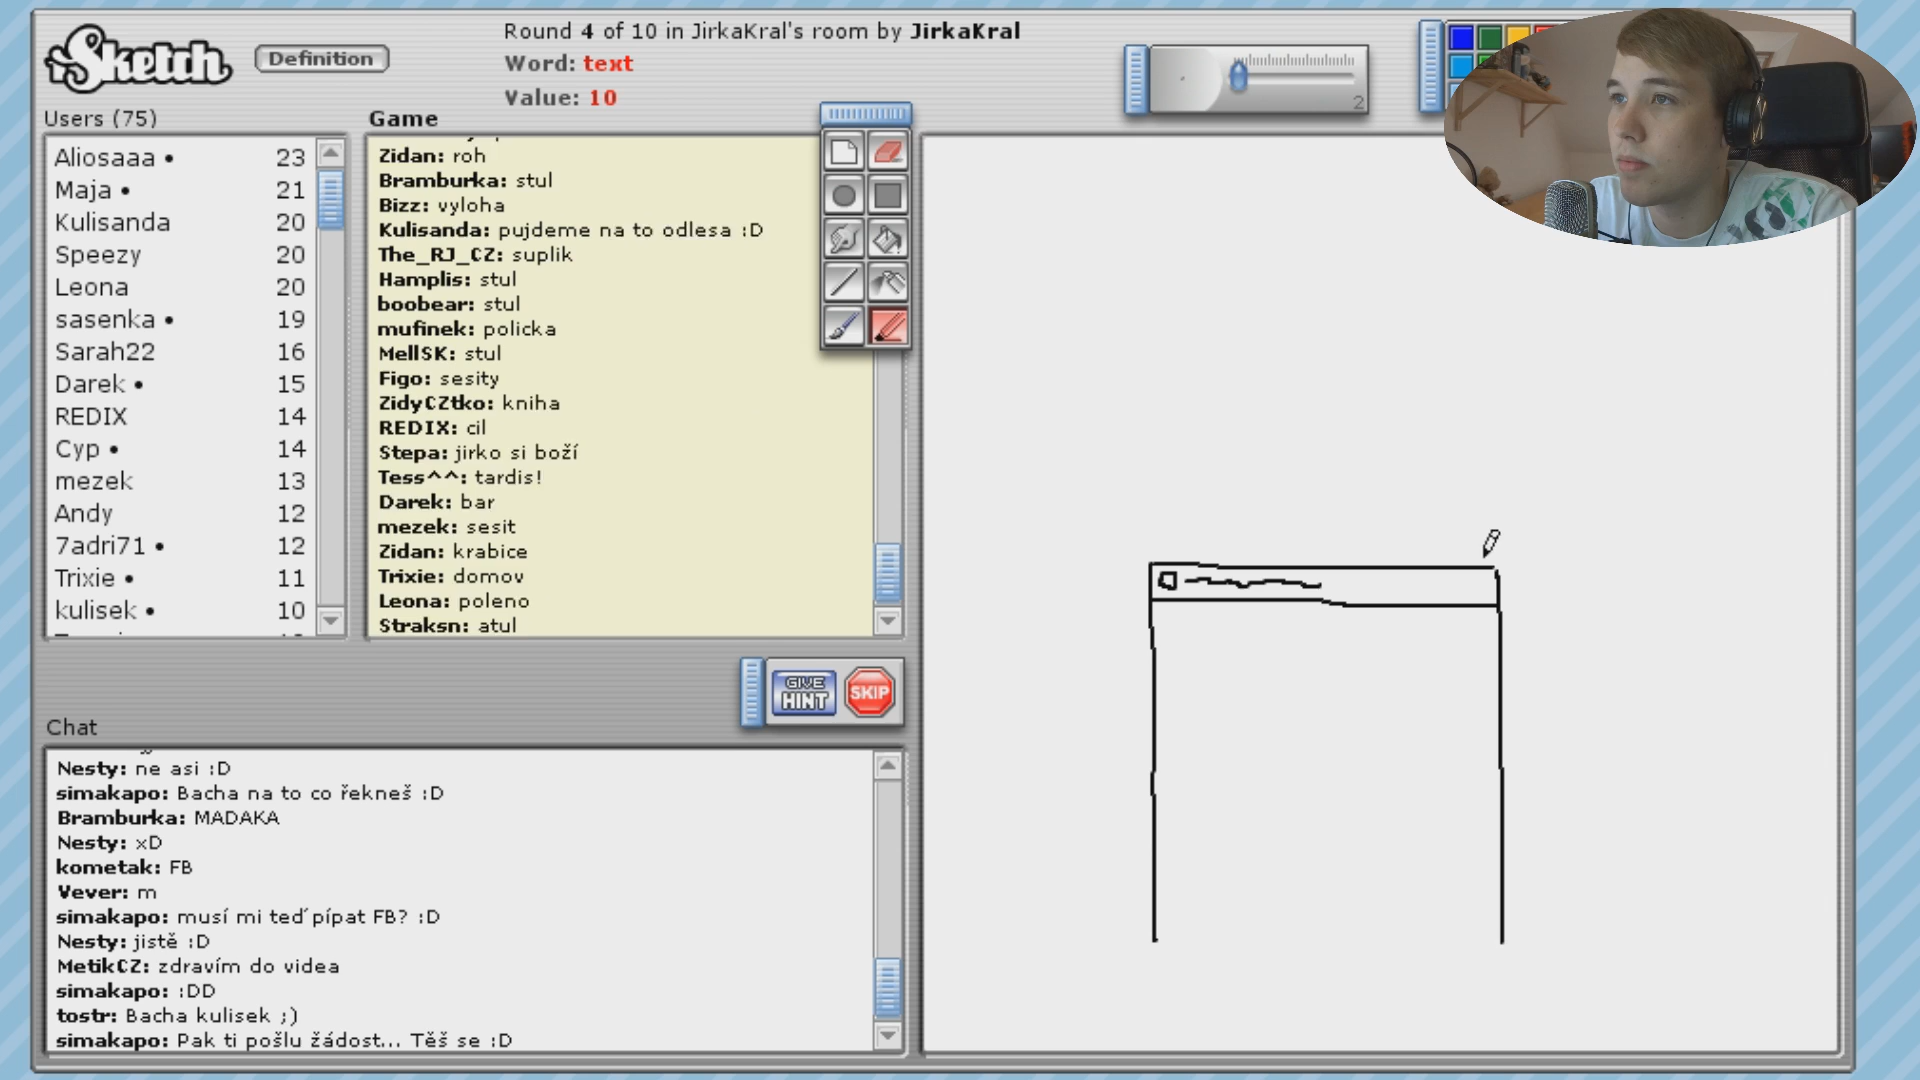 iSketch
Definition
Round 4 of 10 in JirkaKral's room by JirkaKral
Word: text
Value: 10
2
Users (75)
Aliosaaa • 23
Maja • 21
Kulisanda 20
Speezy 20
Leona 20
sasenka • 19
Sarah22 16
Darek • 15
REDIX 14
Cyp • 14
mezek 13
Andy 12
7adri71 • 12
Trixie • 11
kulisek • 10
Game
Zidan: roh
Bramburka: stul
Bizz: vyloha
Kulisanda: pujdeme na to odlesa :D
The_RJ_CZ: suplik
Hamplis: stul
boobear: stul
mufinek: policka
MellSK: stul
Figo: sesity
ZidyCZtko: kniha
REDIX: cil
Stepa: jirko si boží
Tess^^: tardis!
Darek: bar
mezek: sesit
Zidan: krabice
Trixie: domov
Leona: poleno
Straksn: atul
GIVE HINT
SKIP
Chat
Nesty: ne asi :D
simakapo: Bacha na to co řekneš :D
Bramburka: MADAKA
Nesty: xD
kometak: FB
Vever: m
simakapo: musí mi teď pípat FB? :D
Nesty: jistě :D
MetikCZ: zdravím do videa
simakapo: :DD
tostr: Bacha kulisek ;)
simakapo: Pak ti pošlu žádost... Těš se :D